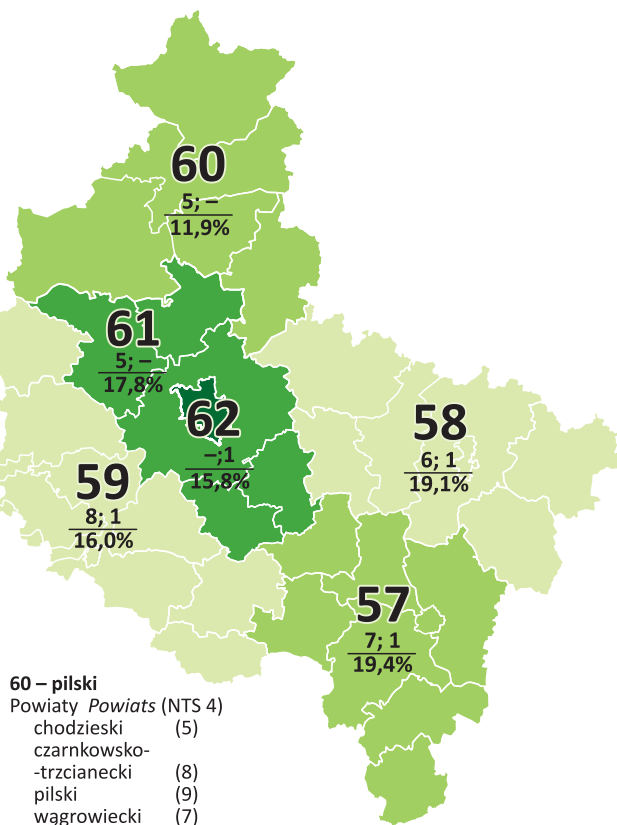 60
5; –
11,9%
61
5; –
17,8%
62
–;1
15,8%
58
6; 1
19,1%
59
8; 1
16,0%
57
7; 1
19,4%
60 – pilski
Powiaty Powiats (NTS 4)
chodzieski (5)
czarnkowsko-
-trzcianecki (8)
pilski (9)
wągrowiecki (7)